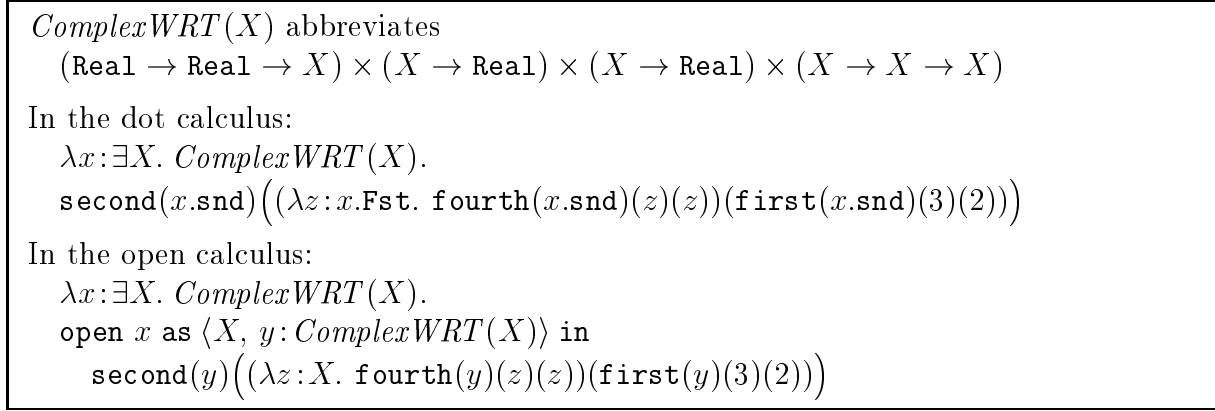 ComplexWRT(X) abbreviates
(Real → Real → X) × (X → Real) × (X → Real) × (X → X → X)
In the dot calculus:
λx:∃X. ComplexWRT(X).
second(x.snd)((λz:x.Fst. fourth(x.snd)(z)(z))(first(x.snd)(3)(2)))
In the open calculus:
λx:∃X. ComplexWRT(X).
open x as ⟨X, y:ComplexWRT(X)⟩ in
second(y)((λz:X. fourth(y)(z)(z))(first(y)(3)(2)))